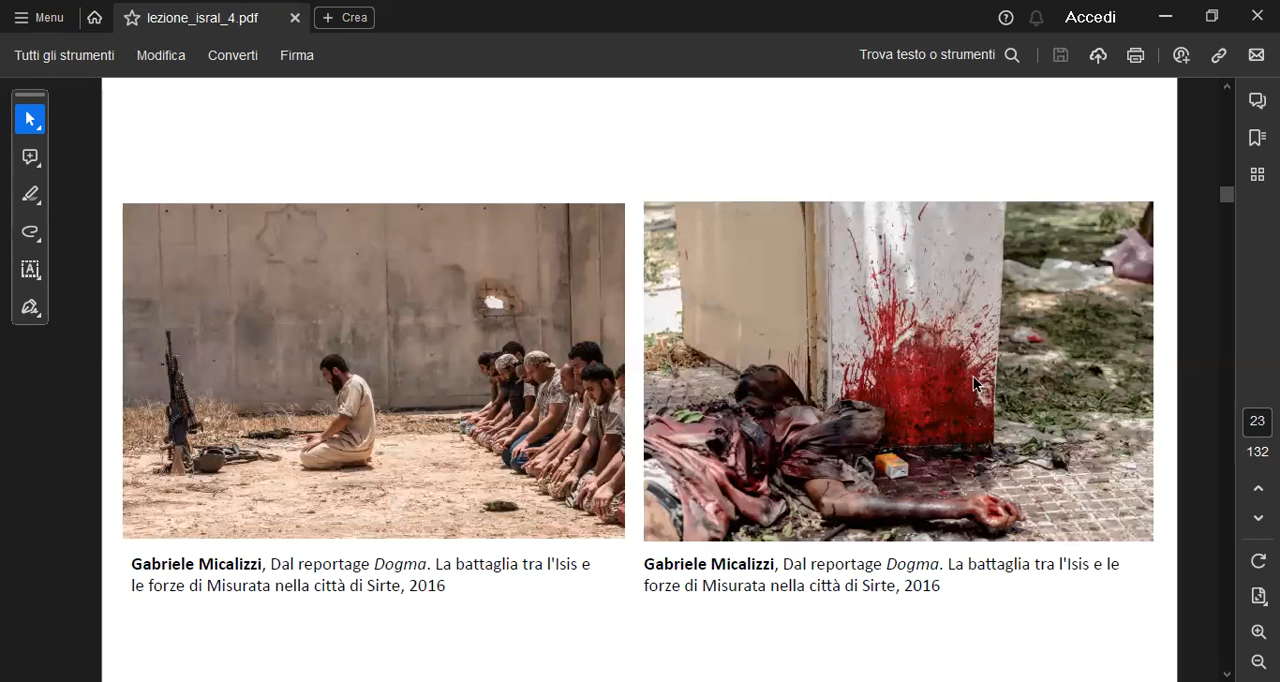 Menu
lezione_isral_4.pdf
Crea
Accedi
Tutti gli strumenti
Modifica
Converti
Firma
Trova testo o strumenti
Gabriele Micalizzi, Dal reportage Dogma. La battaglia tra l'Isis e
le forze di Misurata nella città di Sirte, 2016
Gabriele Micalizzi, Dal reportage Dogma. La battaglia tra l'Isis e le
forze di Misurata nella città di Sirte, 2016
23
132